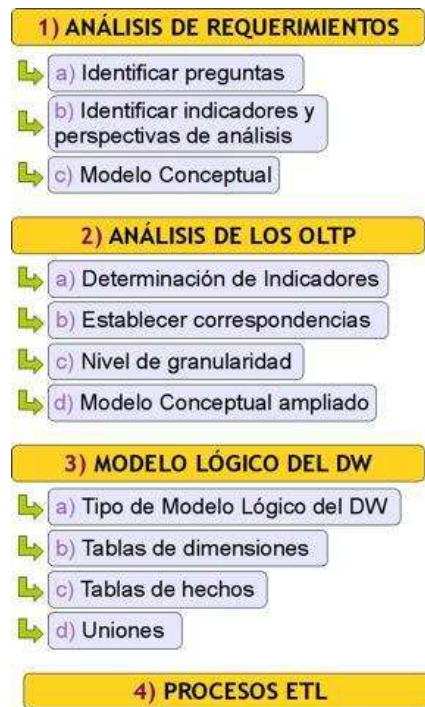 1) ANÁLISIS DE REQUERIMIENTOS
a) Identificar preguntas
b) Identificar indicadores y
perspectivas de análisis
c) Modelo Conceptual
2) ANÁLISIS DE LOS OLTP
a) Determinación de Indicadores
b) Establecer correspondencias
c) Nivel de granularidad
d) Modelo Conceptual ampliado
3) MODELO LÓGICO DEL DW
a) Tipo de Modelo Lógico del DW
b) Tablas de dimensiones
c) Tablas de hechos
d) Uniones
4) PROCESOS ETL